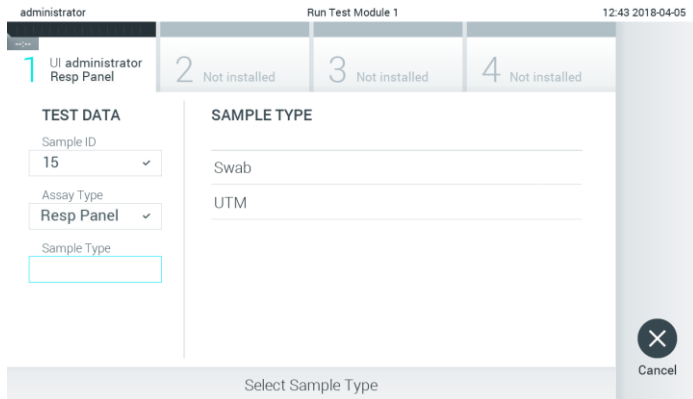 administrator Run Test Module 1 12:43 2018-04-05
--:--
1 UI administrator
Resp Panel
2 Not installed
3 Not installed
4 Not installed
TEST DATA
Sample ID
15
Assay Type
Resp Panel
Sample Type
SAMPLE TYPE
Swab
UTM
Cancel
Select Sample Type